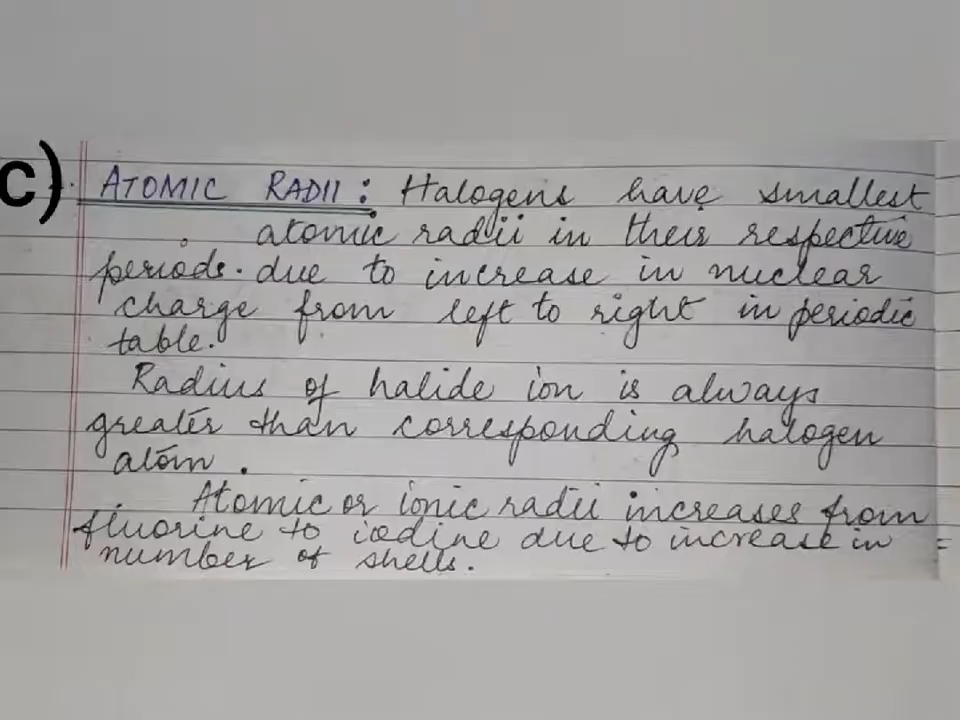 C) ATOMIC RADII : Halogens have smallest
atomic radii in their respective
periods. due to increase in nuclear
charge from left to right in periodic
table.
Radius of halide ion is always
greater than corresponding halogen
atom.
Atomic or ionic radii increases from
fluorine to iodine due to increase in
number of shells.